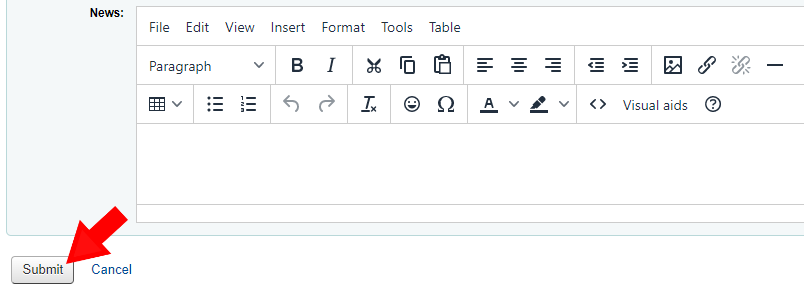 News:
File Edit View Insert Format Tools Table
Paragraph B I
A Visual aids
Submit Cancel